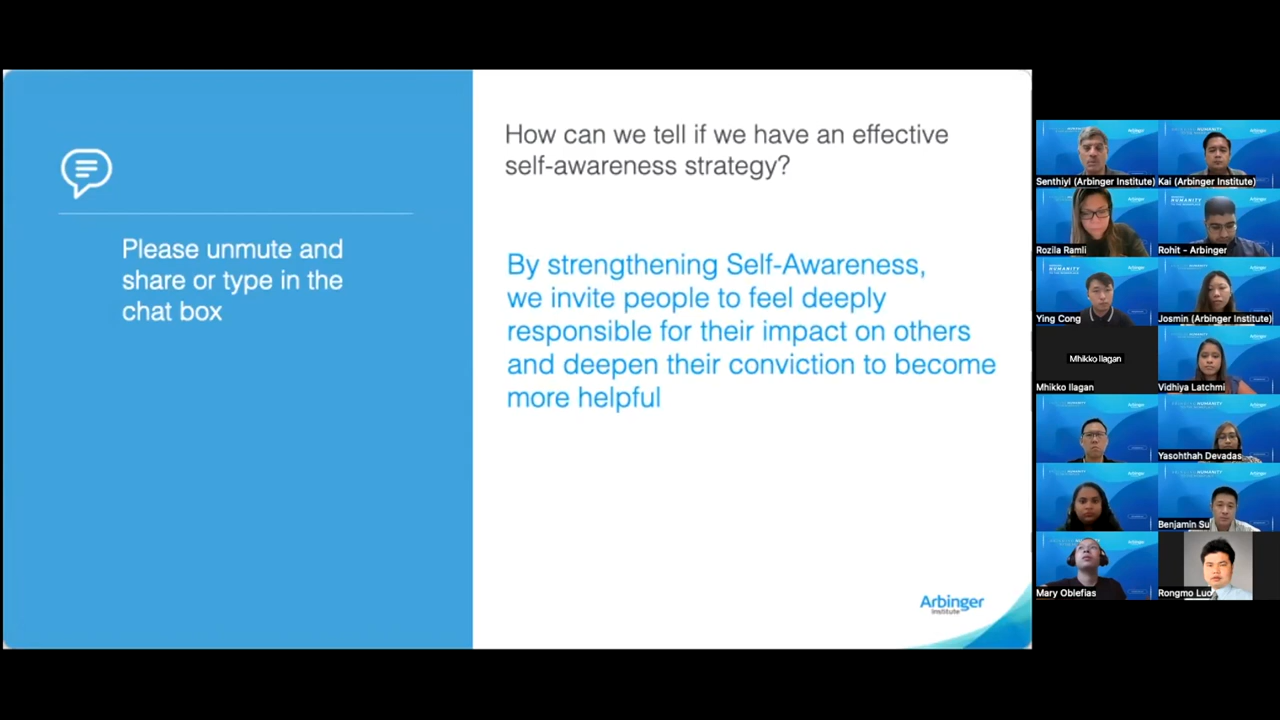 Please unmute and
share or type in the
chat box
How can we tell if we have an effective
self-awareness strategy?
By strengthening Self-Awareness,
we invite people to feel deeply
responsible for their impact on others
and deepen their conviction to become
more helpful
Arbinger
Institute
Senthiyl (Arbinger Institute)
Kai (Arbinger Institute)
Rozila Ramli
Rohit - Arbinger
Ying Cong
Josmin (Arbinger Institute)
Mhikko Ilagan
Mhikko Ilagan
Vidhiya Latchmi
Yasohthah Devadas
Benjamin Su
Mary Oblefias
Rongmo Luo